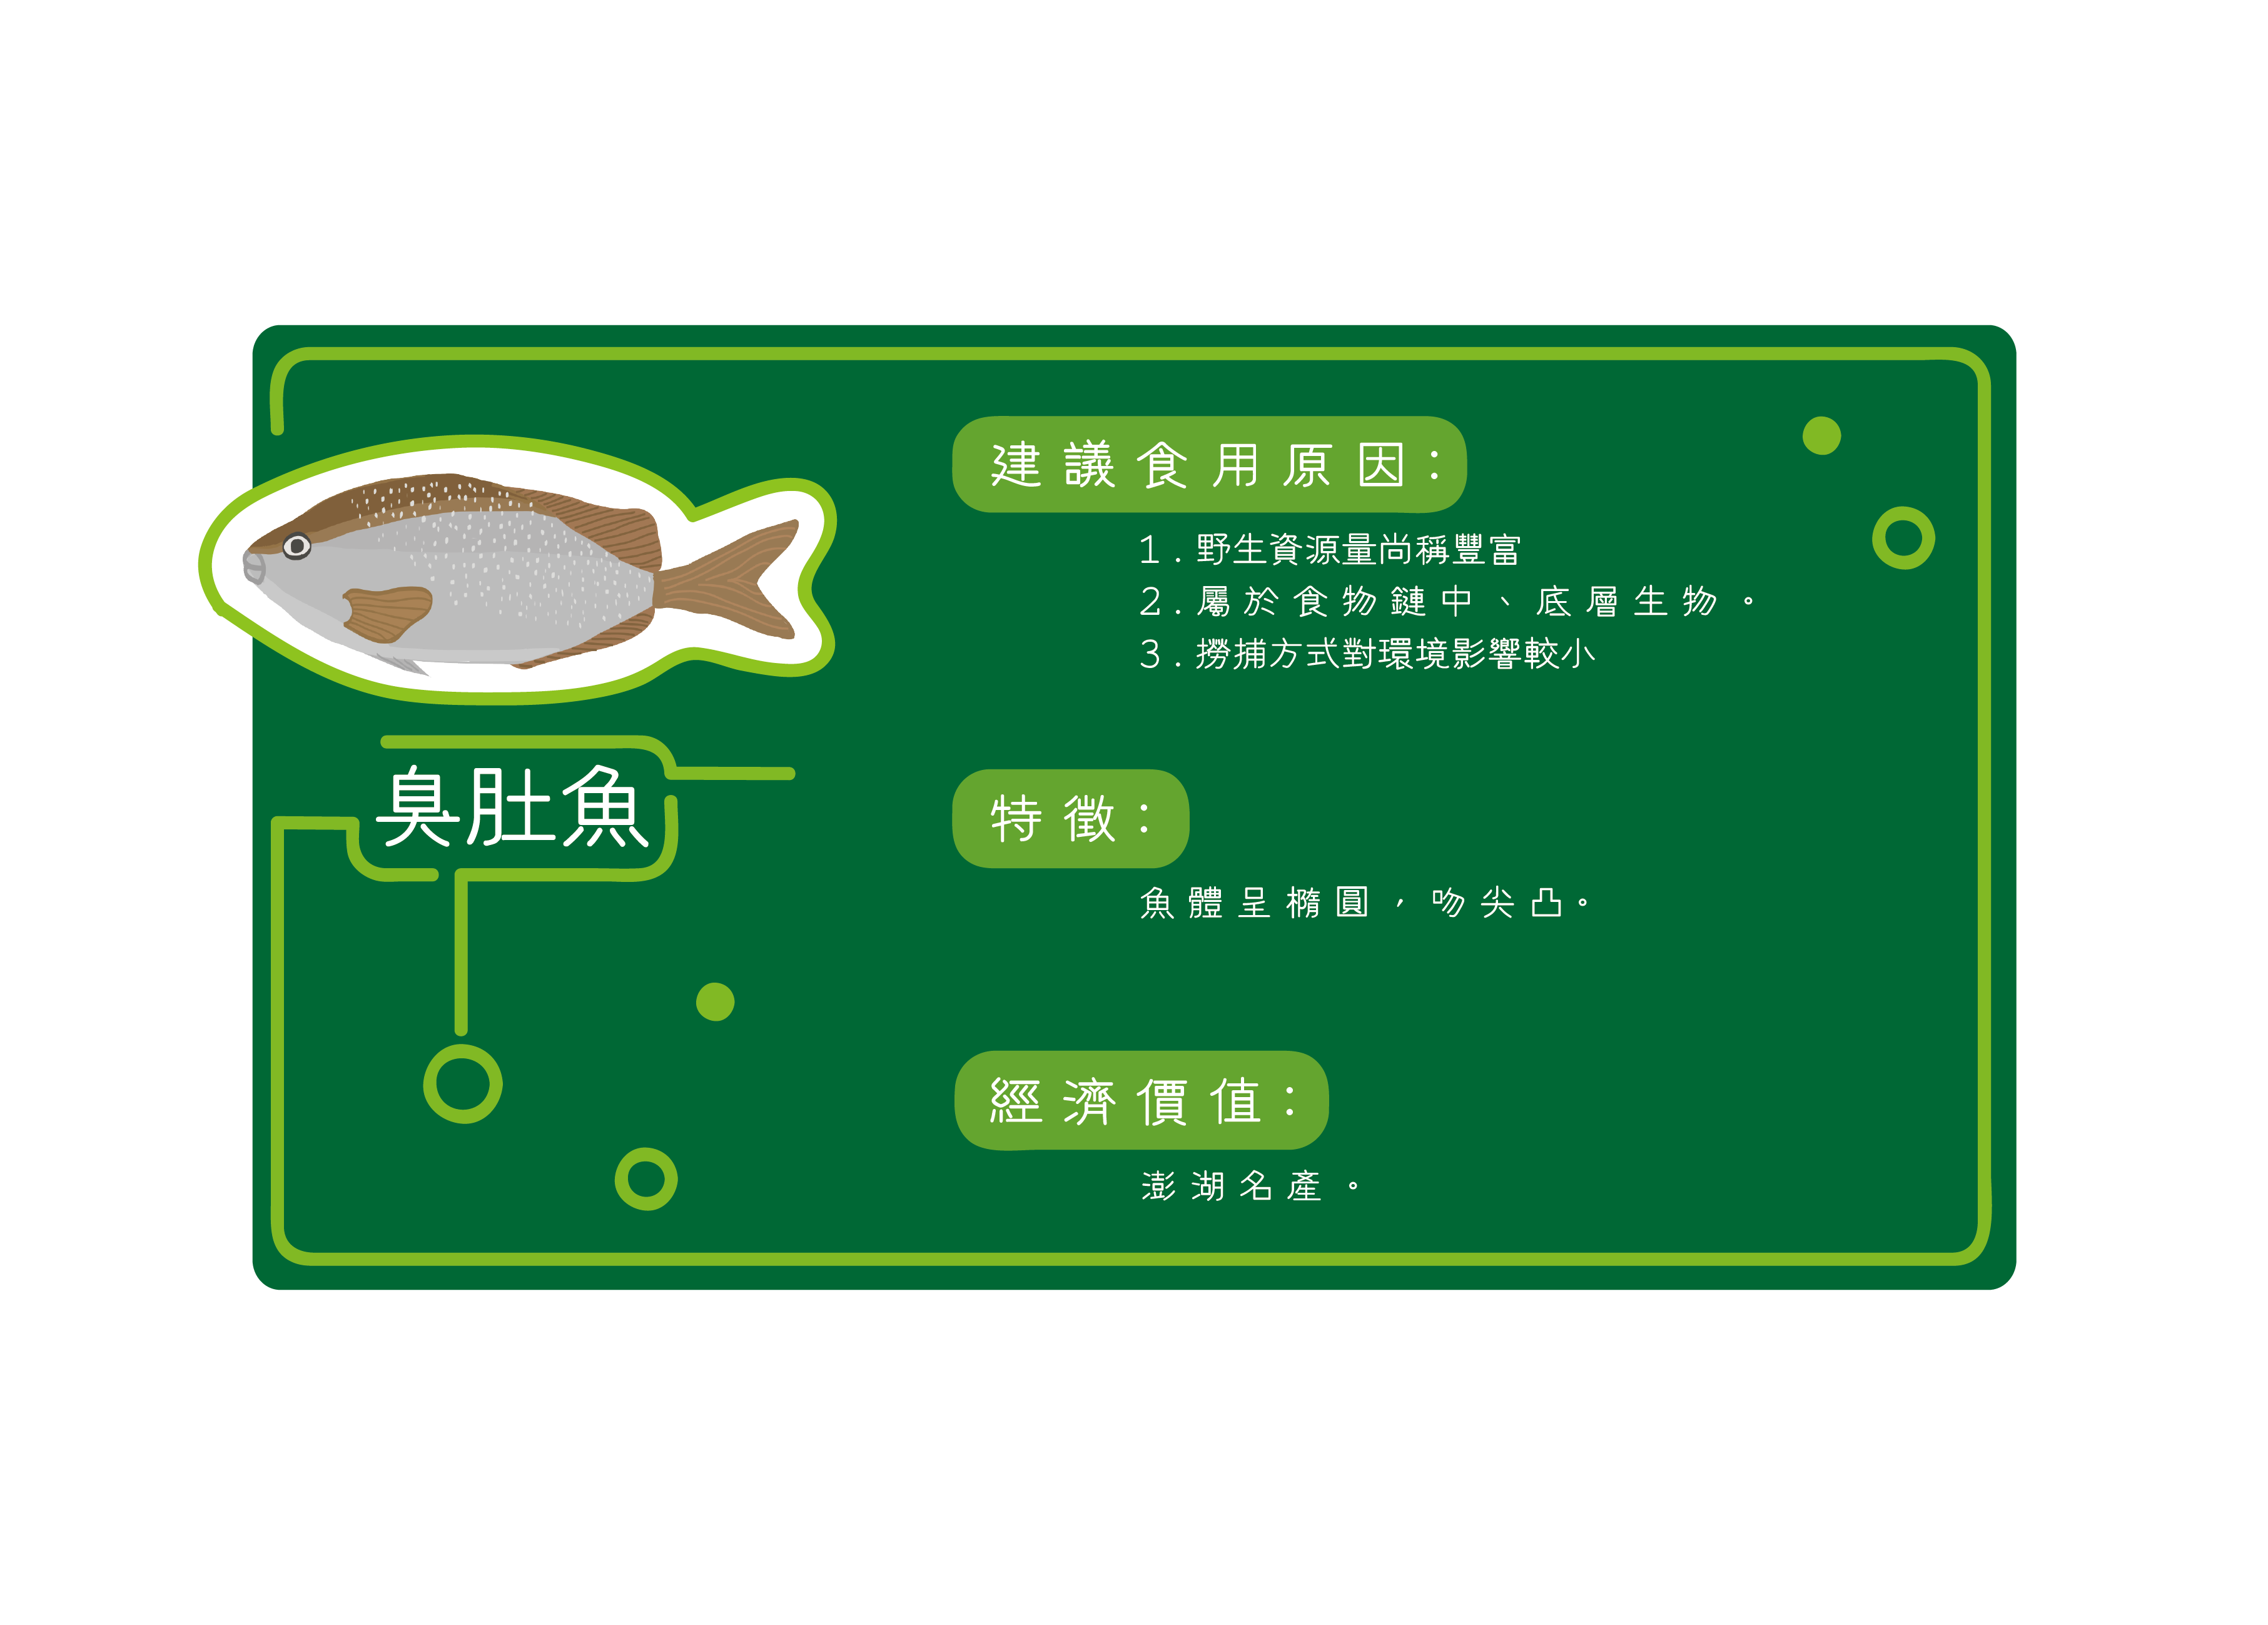 臭肚魚
建議食用原因：
1.野生資源量尚稱豐富
2.屬於食物鏈中、底層生物。
3.撈捕方式對環境影響較小
特徵：
魚體呈橢圓，吻尖凸。
經濟價值：
澎湖名產。